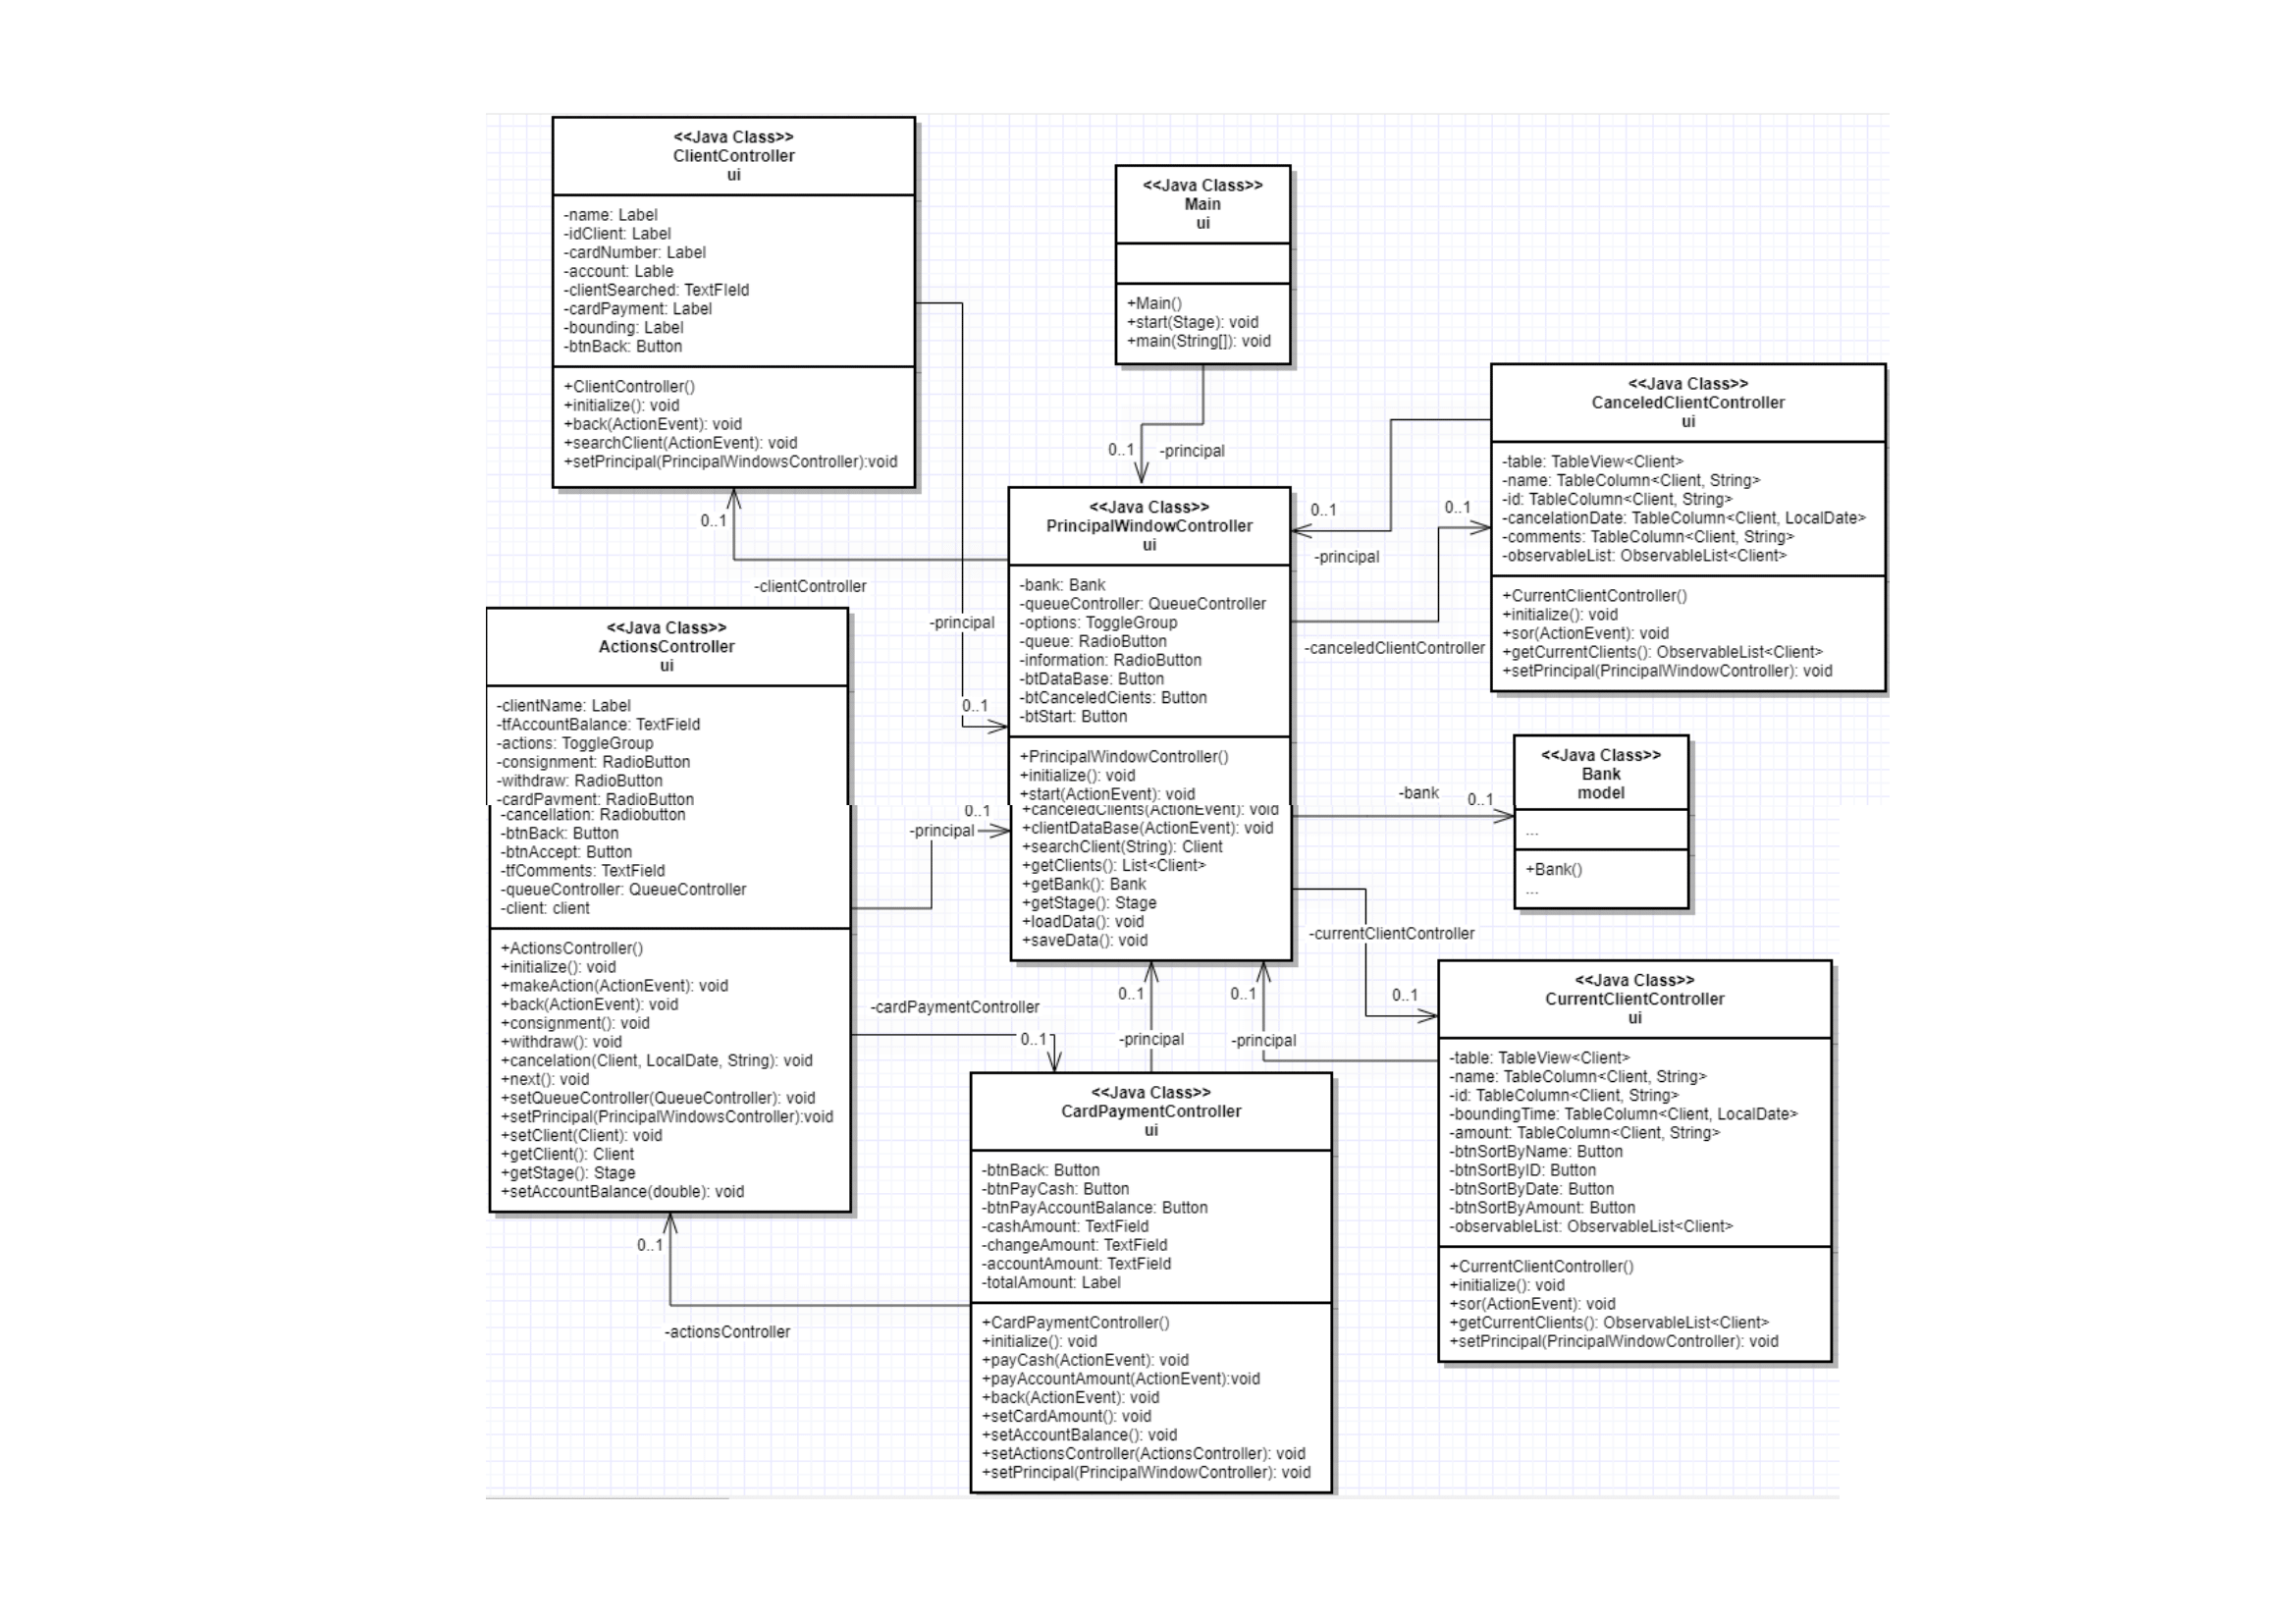 <<Java Class>>
ClientController
ui
-name: Label
-idClient: Label
-cardNumber: Label
-account: Lable
-clientSearched: TextField
-cardPayment: Label
-bounding: Label
-btnBack: Button
+ClientController()
+initialize(): void
+back(ActionEvent): void
+searchClient(ActionEvent): void
+setPrincipal(PrincipalWindowsController):void
<<Java Class>>
Main
ui
+Main()
+start(Stage): void
+main(String[]): void
0..1
-principal
<<Java Class>>
CanceledClientController
ui
-table: TableView<Client>
-name: TableColumn<Client, String>
-id: TableColumn<Client, String>
-cancelationDate: TableColumn<Client, LocalDate>
-comments: TableColumn<Client, String>
-observableList: ObservableList<Client>
+CurrentClientController()
+initialize(): void
+sor(ActionEvent): void
+getCurrentClients(): ObservableList<Client>
+setPrincipal(PrincipalWindowController): void
0..1
-clientController
-principal
0..1
<<Java Class>>
PrincipalWindowController
ui
-bank: Bank
-queueController: QueueController
-options: ToggleGroup
-queue: RadioButton
-information: RadioButton
-btDataBase: Button
-btCanceledCients: Button
-btStart: Button
+PrincipalWindowController()
+initialize(): void
+start(ActionEvent): void
+canceledClients(ActionEvent): void
+clientDataBase(ActionEvent): void
+searchClient(String): Client
+getClients(): List<Client>
+getBank(): Bank
+getStage(): Stage
+loadData(): void
+saveData(): void
0..1
-principal
0..1
-canceledClientController
<<Java Class>>
ActionsController
ui
-clientName: Label
-tfAccountBalance: TextField
-actions: ToggleGroup
-consignment: RadioButton
-withdraw: RadioButton
-cardPayment: RadioButton
-cancellation: Radiobutton
-btnBack: Button
-btnAccept: Button
-tfComments: TextField
-queueController: QueueController
-client: client
+ActionsController()
+initialize(): void
+makeAction(ActionEvent): void
+back(ActionEvent): void
+consignment(): void
+withdraw(): void
+cancelation(Client, LocalDate, String): void
+next(): void
+setQueueController(QueueController): void
+setPrincipal(PrincipalWindowsController):void
+setClient(Client): void
+getClient(): Client
+getStage(): Stage
+setAccountBalance(double): void
0..1
-principal
-bank
0..1
<<Java Class>>
Bank
model
...
+Bank()
...
-currentClientController
0..1
-cardPaymentController
0..1
0..1
-principal
0..1
-principal
<<Java Class>>
CurrentClientController
ui
-table: TableView<Client>
-name: TableColumn<Client, String>
-id: TableColumn<Client, String>
-boundingTime: TableColumn<Client, LocalDate>
-amount: TableColumn<Client, String>
-btnSortByName: Button
-btnSortByID: Button
-btnSortByDate: Button
-btnSortByAmount: Button
-observableList: ObservableList<Client>
+CurrentClientController()
+initialize(): void
+sor(ActionEvent): void
+getCurrentClients(): ObservableList<Client>
+setPrincipal(PrincipalWindowController): void
<<Java Class>>
CardPaymentController
ui
-btnBack: Button
-btnPayCash: Button
-btnPayAccountBalance: Button
-cashAmount: TextField
-changeAmount: TextField
-accountAmount: TextField
-totalAmount: Label
+CardPaymentController()
+initialize(): void
+payCash(ActionEvent): void
+payAccountAmount(ActionEvent):void
+back(ActionEvent): void
+setCardAmount(): void
+setAccountBalance(): void
+setActionsController(ActionsController): void
+setPrincipal(PrincipalWindowController): void
0..1
-actionsController